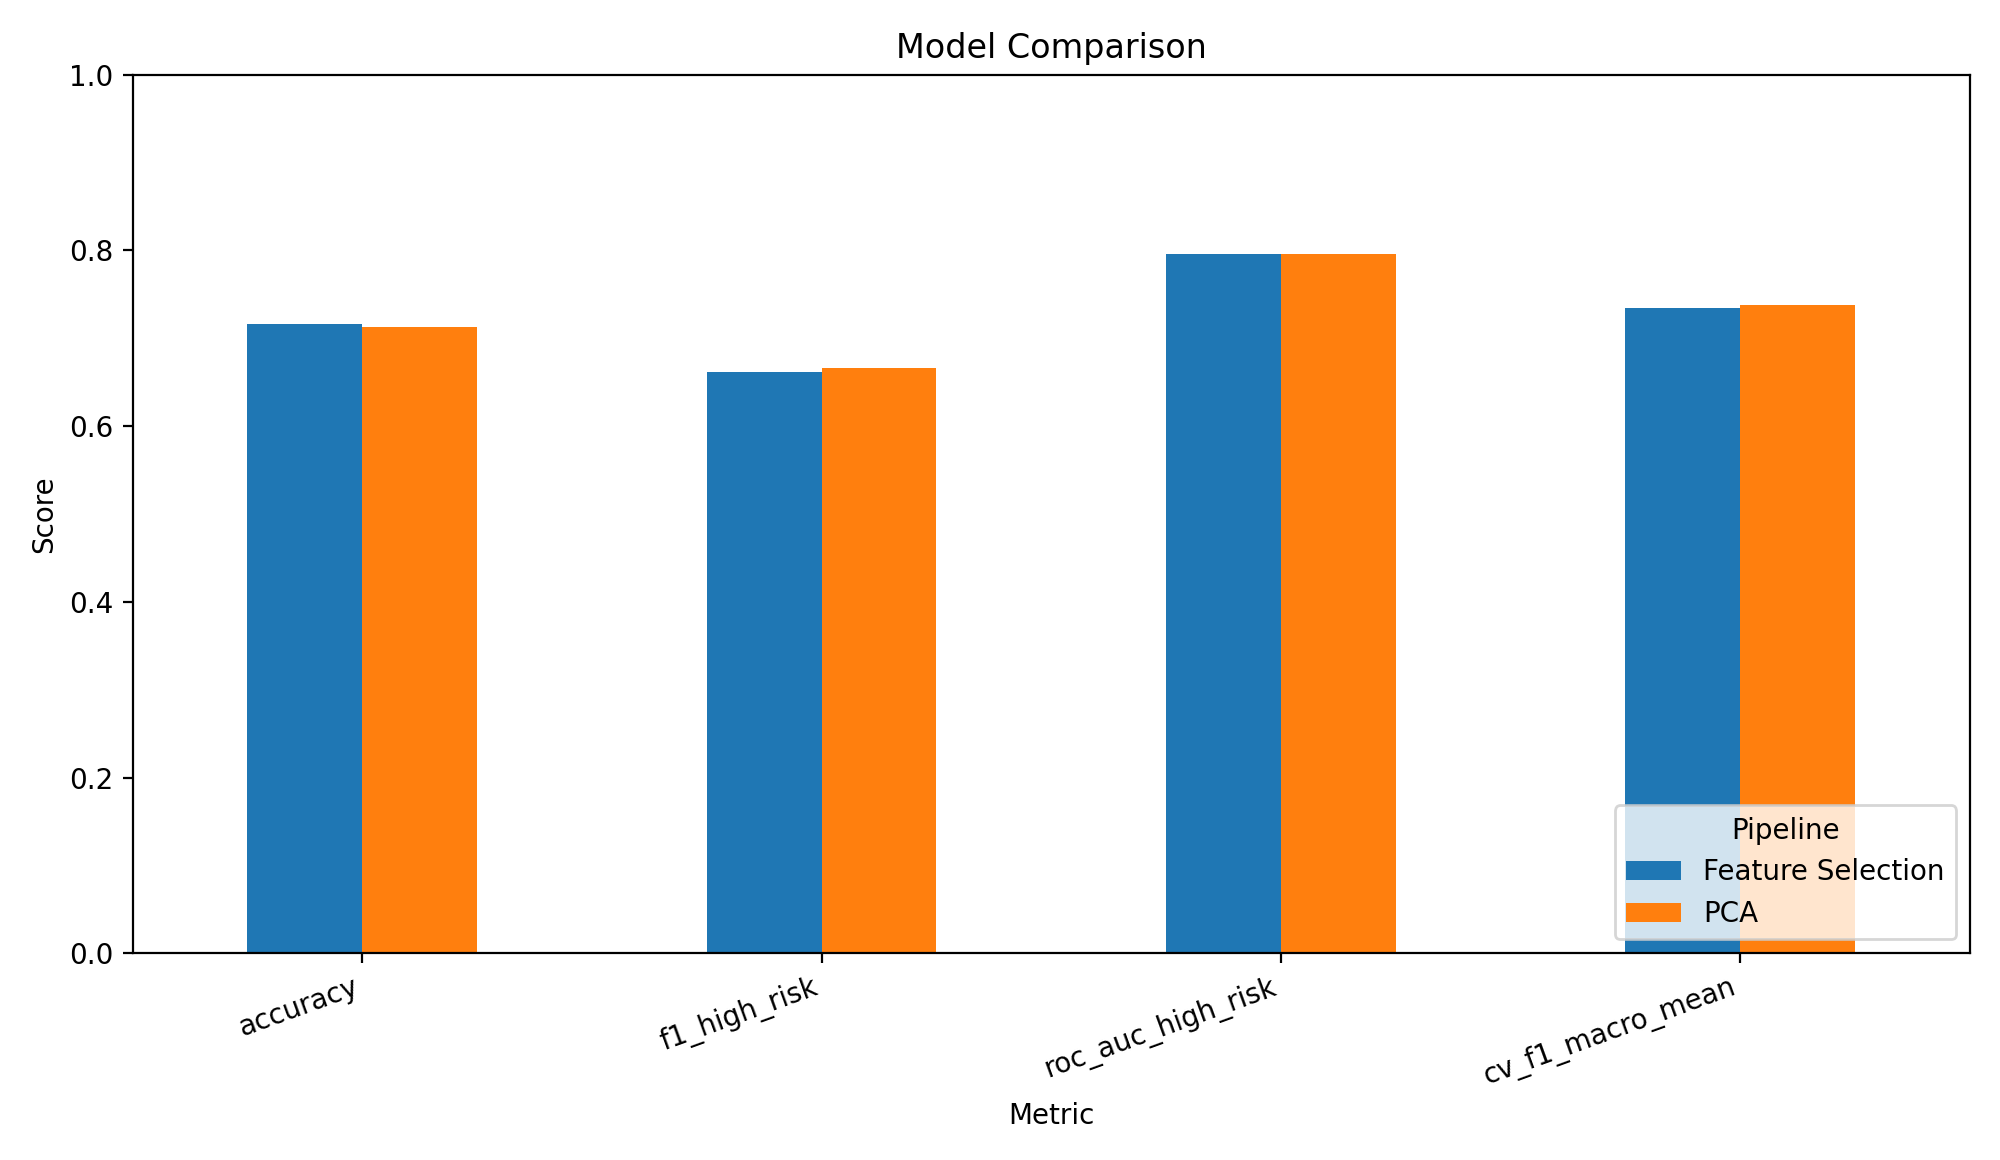 Model Comparison
1.0
0.8
0.6
0.4
0.2
0.0
Score
accuracy
f1_high_risk
roc_auc_high_risk
cv_f1_macro_mean
Metric
Pipeline
Feature Selection
PCA